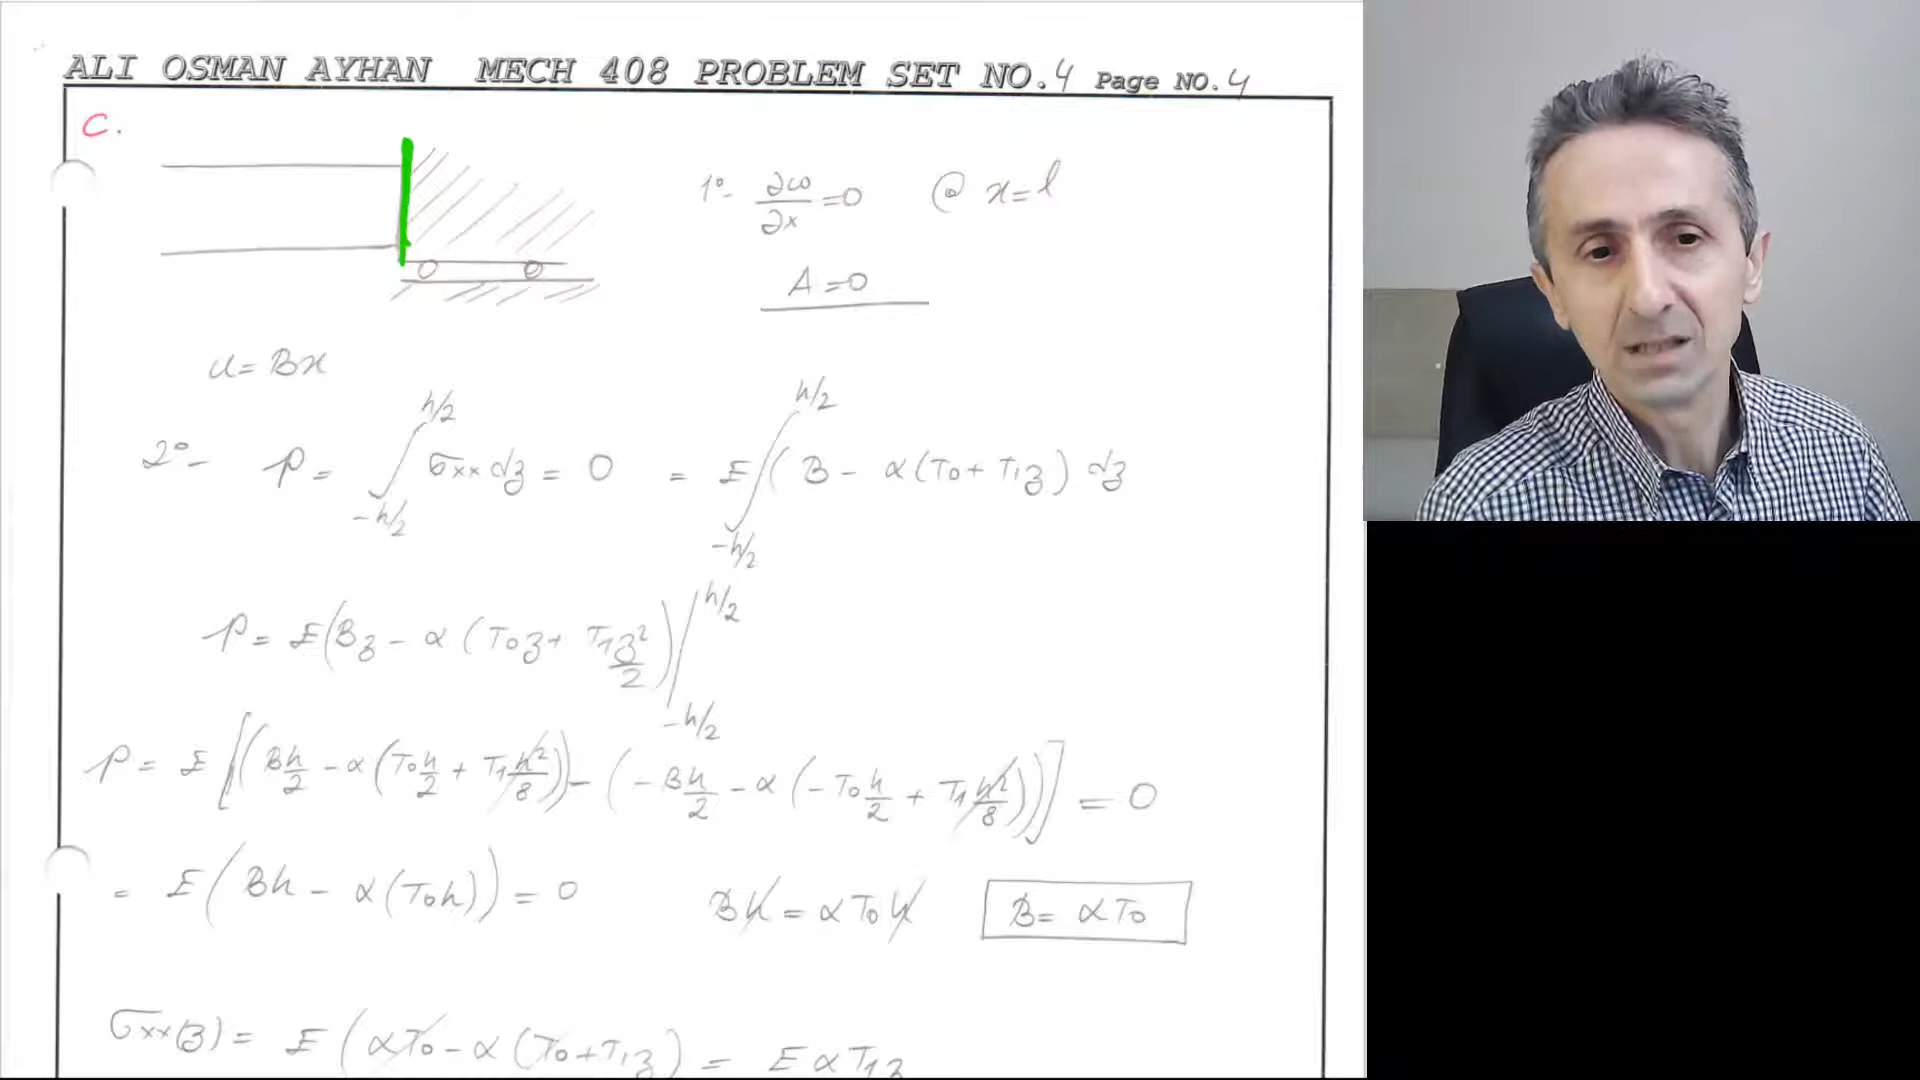 ALI OSMAN AYHAN MECH 408 PROBLEM SET NO.4 Page NO.4
C.
1º- ∂w/∂x = 0 @ x=l
A=0
u= Bx
2º- P = ∫_{-h/2}^{h/2} σxx dz = 0 = E ∫_{-h/2}^{h/2} ( B - α(T0 + T1z) dz
P = E(Bz - α(T0z + T1z²/2)|_{-h/2}^{h/2}
P = E[(Bh/2 - α(T0h/2 + T1h²/8)) - (-Bh/2 - α(-T0h/2 + T1h²/8))] = 0
= E(Bh - α(T0h)) = 0 Bh = αT0h B= αT0
σxx(z) = E(αT0 - α(T0+T1z) = EαT1z